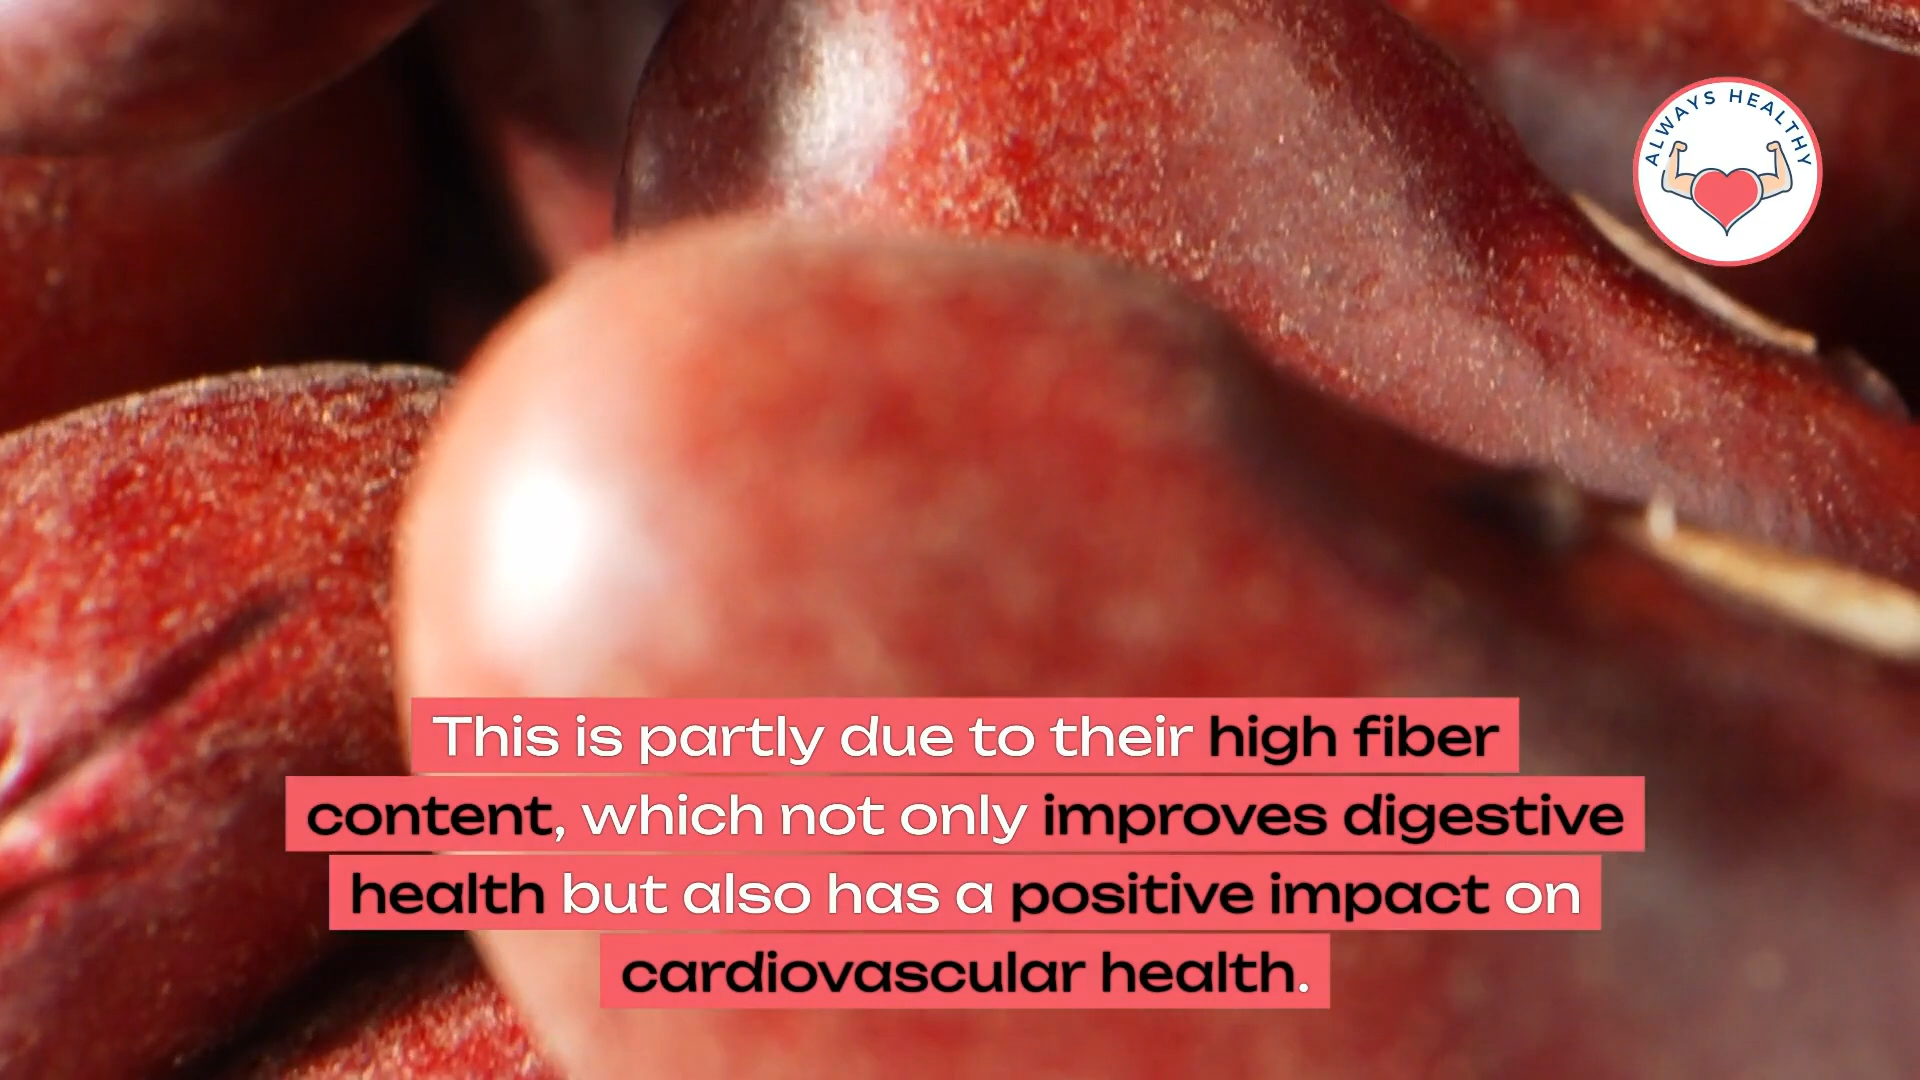 ALWAYS HEALTHY
This is partly due to their high fiber
content, which not only improves digestive
health but also has a positive impact on
cardiovascular health.